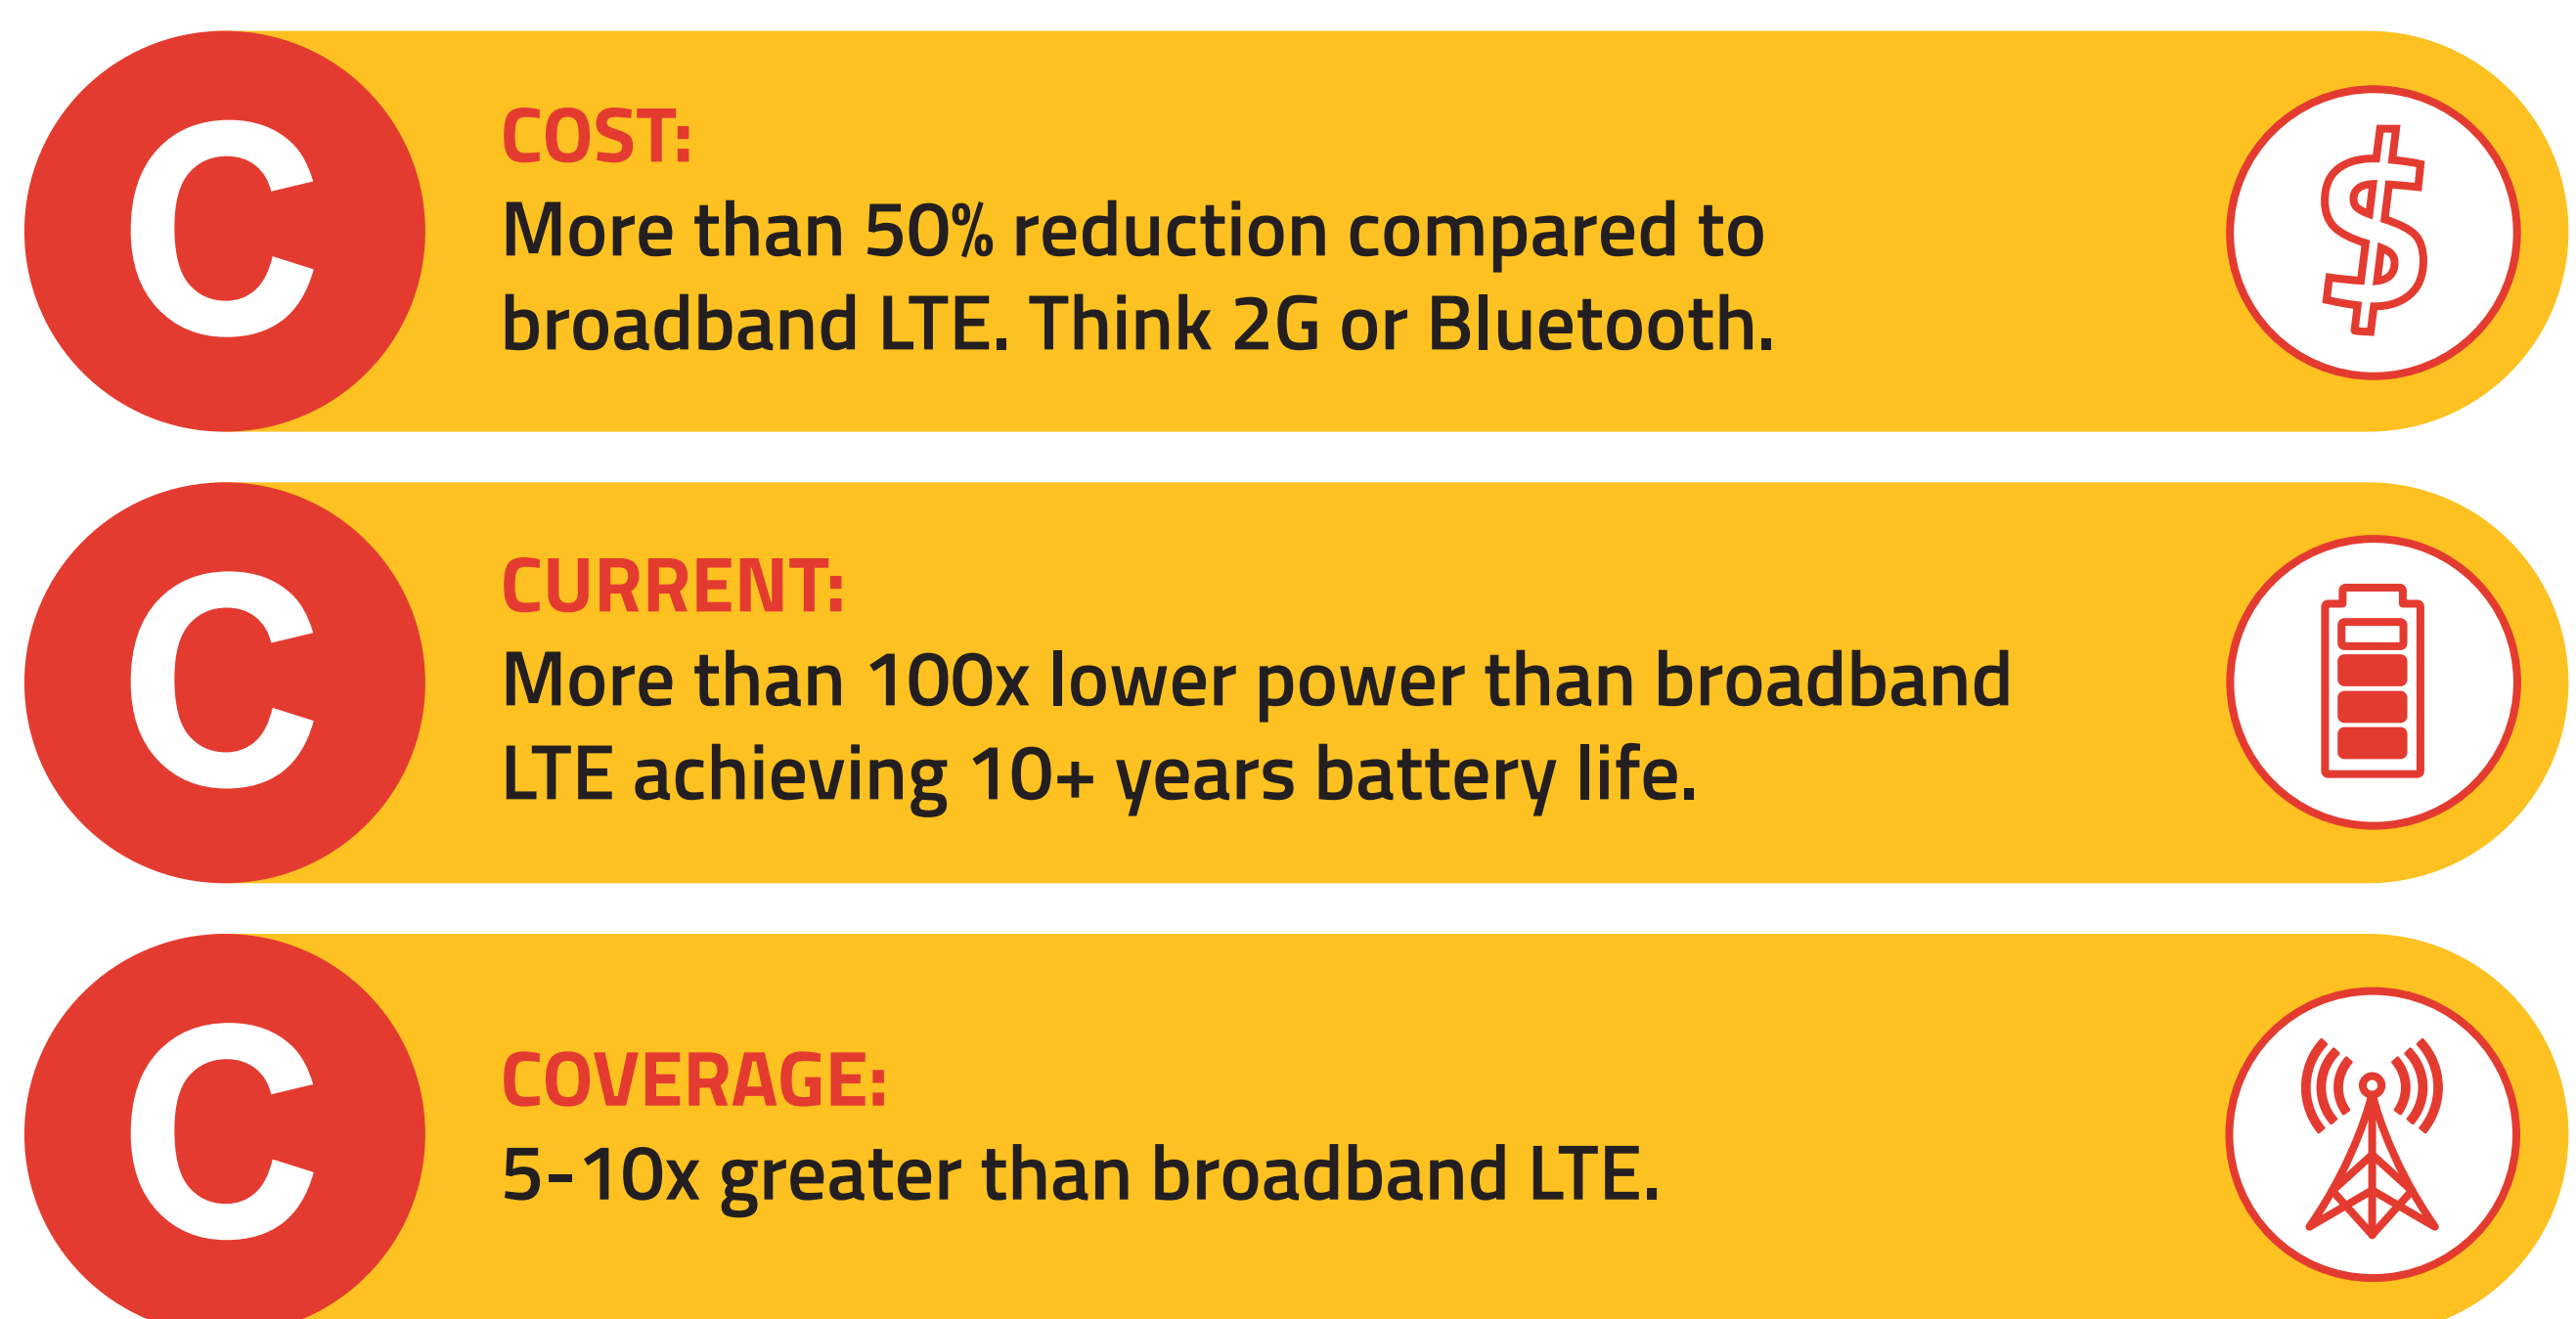 C
COST:
More than 50% reduction compared to
broadband LTE. Think 2G or Bluetooth.
$
C
CURRENT:
More than 100x lower power than broadband
LTE achieving 10+ years battery life.
C
COVERAGE:
5-10x greater than broadband LTE.